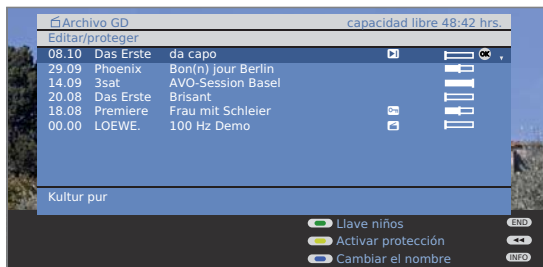 Archivo GD capacidad libre 48:42 hrs.
Editar/proteger
08.10 Das Erste da capo OK
29.09 Phoenix Bon(n) jour Berlin
14.09 3sat AVO-Session Basel
20.08 Das Erste Brisant
18.08 Premiere Frau mit Schleier
00.00 LOEWE. 100 Hz Demo
Kultur pur
Llave niños END
Activar protección
Cambiar el nombre INFO